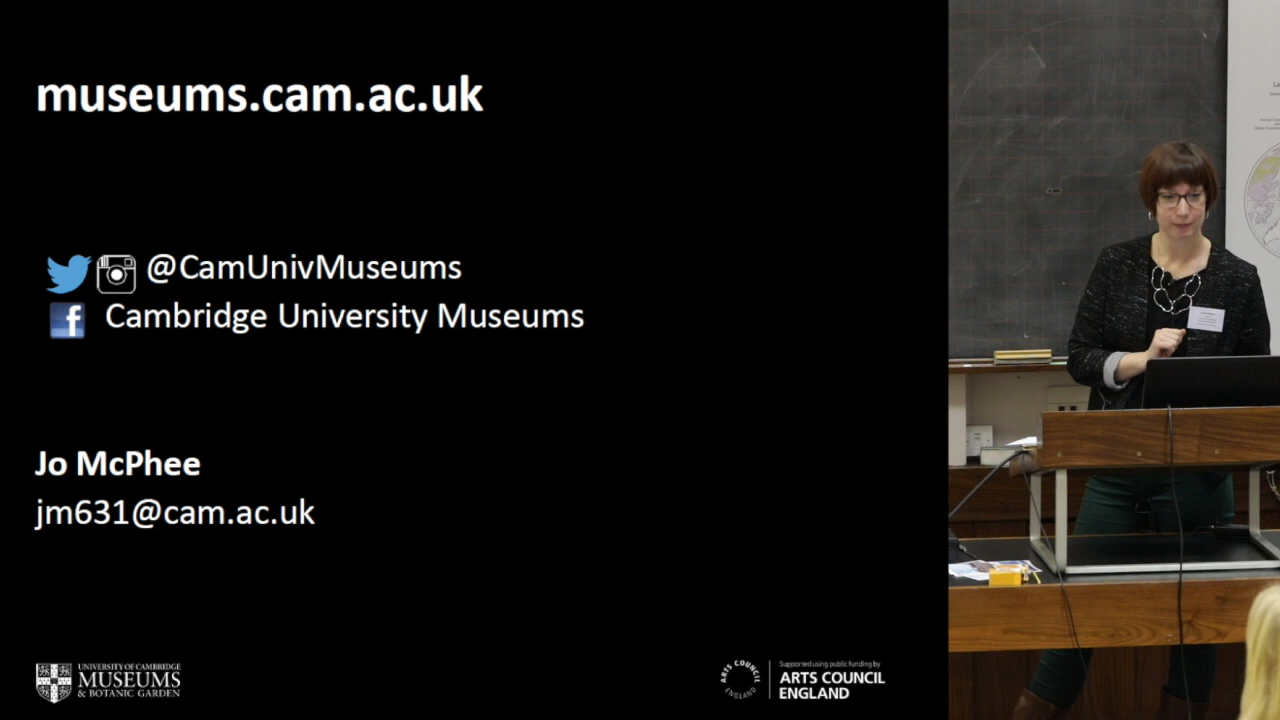 museums.cam.ac.uk
@CamUnivMuseums
Cambridge University Museums
Jo McPhee
jm631@cam.ac.uk
UNIVERSITY OF CAMBRIDGE
MUSEUMS
& BOTANIC GARDEN
ARTS COUNCIL
ENGLAND
Supported using public funding by
ARTS COUNCIL
ENGLAND